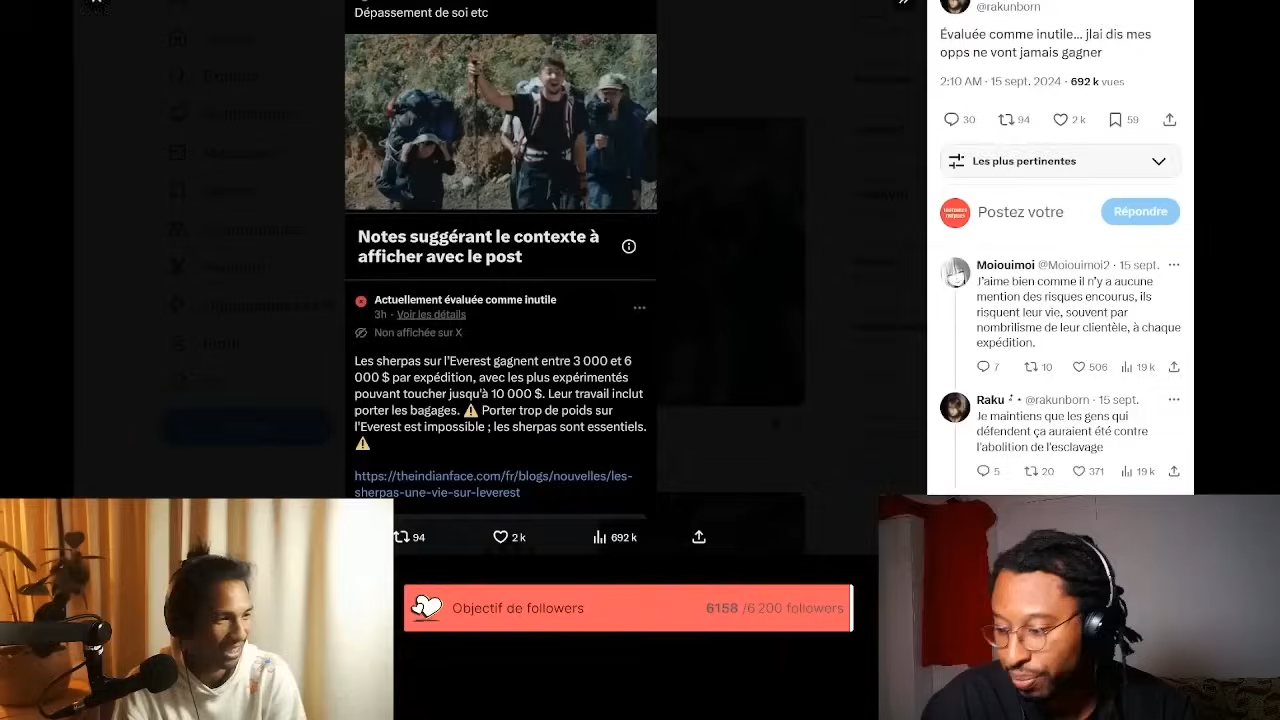 Dépassement de soi etc
Notes suggérant le contexte à
afficher avec le post
Actuellement évaluée comme inutile
3h · Voir les détails
Non affichée sur X
Les sherpas sur l'Everest gagnent entre 3 000 et 6
000 $ par expédition, avec les plus expérimentés
pouvant toucher jusqu'à 10 000 $. Leur travail inclut
porter les bagages. ⚠️ Porter trop de poids sur
l'Everest est impossible ; les sherpas sont essentiels.
⚠️
https://theindianface.com/fr/blogs/nouvelles/les-
sherpas-une-vie-sur-leverest
94 2 k 692 k
@rakunborn
Évaluée comme inutile... jlai dis mes
opps ne vont jamais gagner
2:10 AM · 15 sept. 2024 · 692 k vues
30 94 2 k 59
Les plus pertinentes
Postez votre Répondre
Moiouimoi @Moiouimoi2 · 15 sept.
J'aime bien comme il n'y a aucune
mention des risques encourus, ils
risquent leur vie, souvent par
nombrilisme de leur clientèle, à chaque
expédition.
7 10 506 19 k
Raku @rakunborn · 15 sept.
Je maintiens que les gens qui
défendent ça auraient été contre
l'abolition de l'esclavage
5 20 371 19 k
Objectif de followers 6158 /6 200 followers